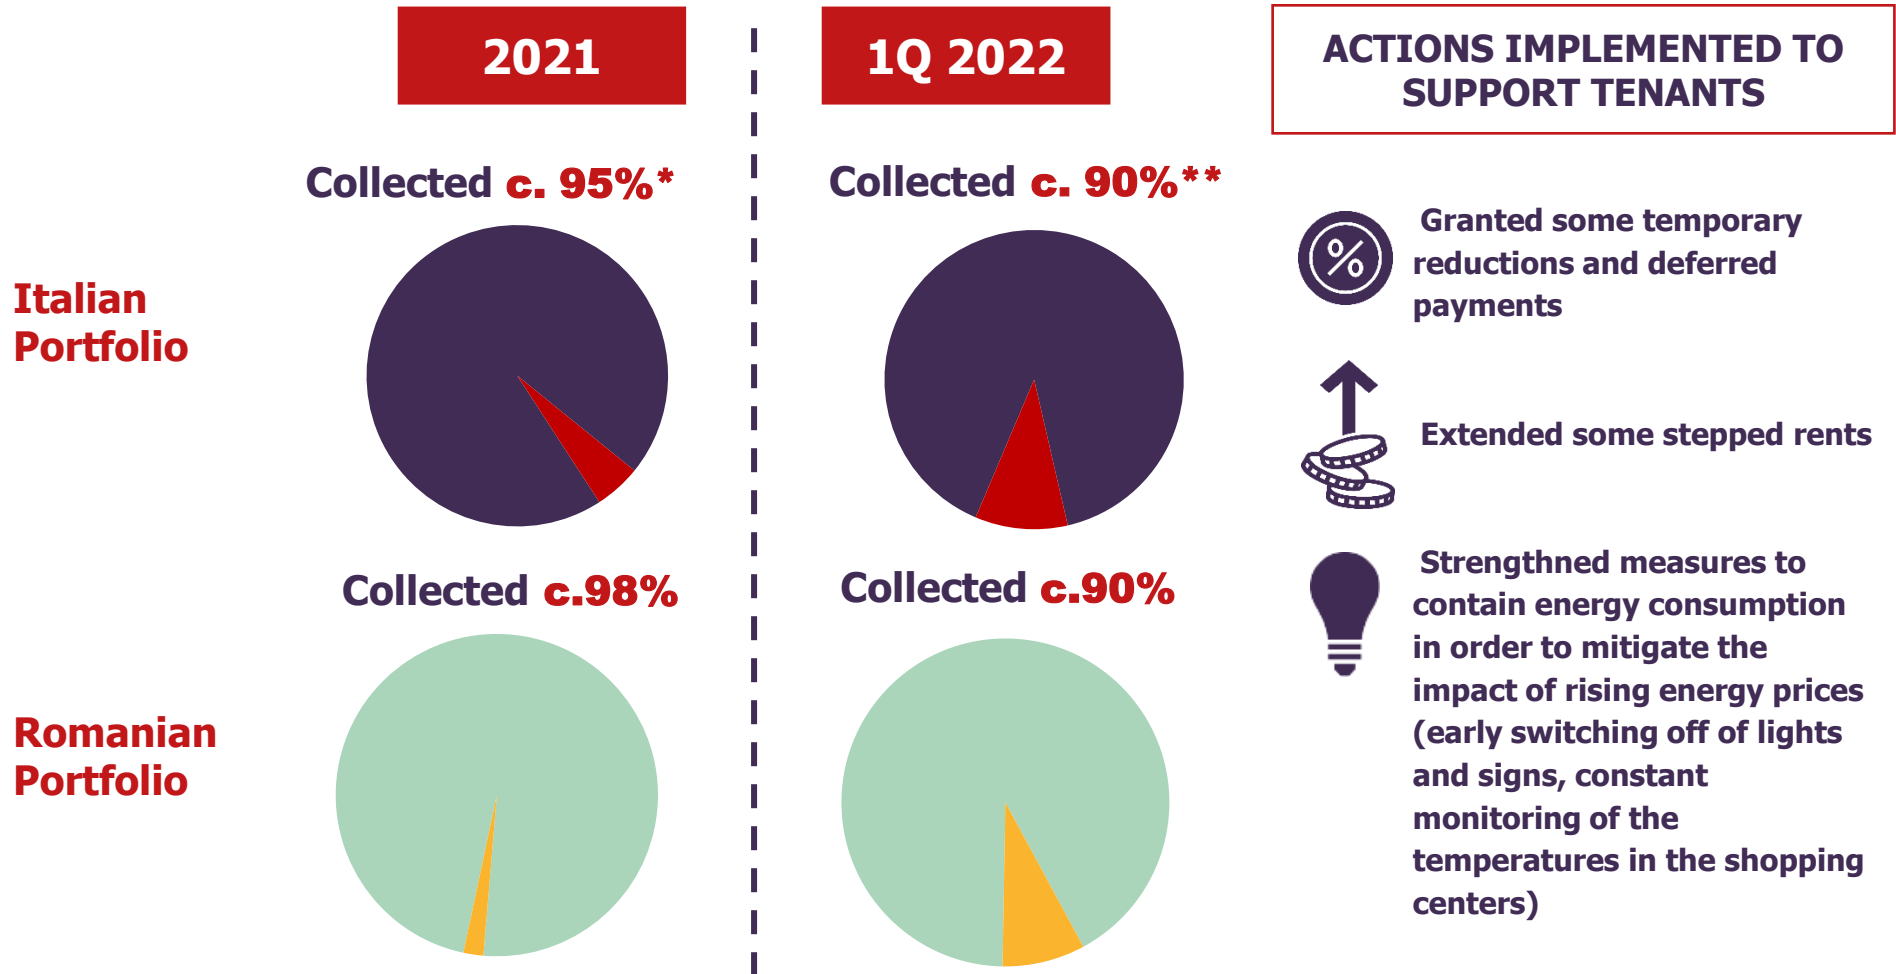 2021
1Q 2022
ACTIONS IMPLEMENTED TO
SUPPORT TENANTS
Collected c. 95%*
Collected c. 90%**
Italian
Portfolio
Granted some temporary
reductions and deferred
payments
Extended some stepped rents
Collected c.98%
Collected c.90%
Romanian
Portfolio
Strengthned measures to
contain energy consumption
in order to mitigate the
impact of rising energy prices
(early switching off of lights
and signs, constant
monitoring of the
temperatures in the shopping
centers)